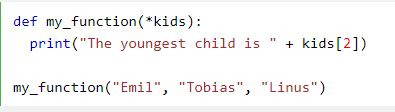 def my_function(*kids):
  print("The youngest child is " + kids[2])
my_function("Emil", "Tobias", "Linus")